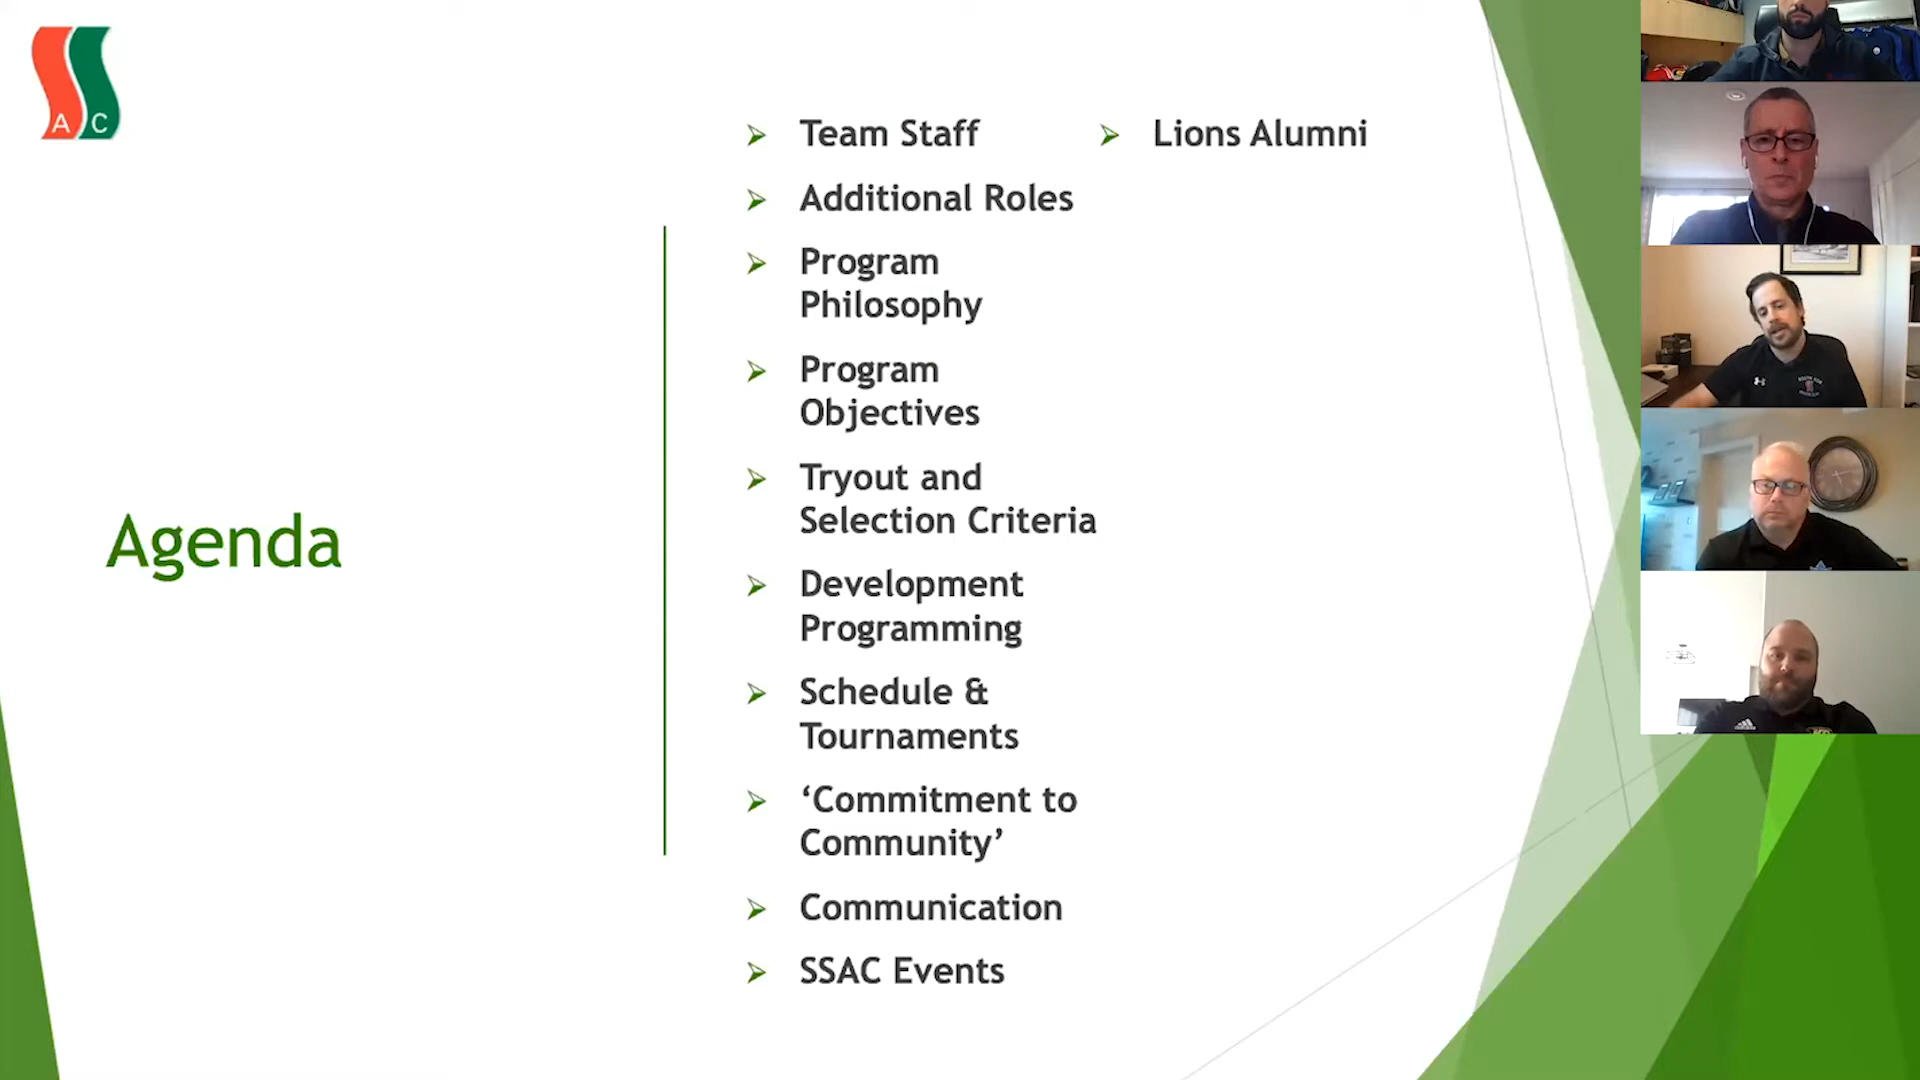 A C
Agenda
Team Staff
Additional Roles
Program
Philosophy
Program
Objectives
Tryout and
Selection Criteria
Development
Programming
Schedule &
Tournaments
‘Commitment to
Community’
Communication
SSAC Events
Lions Alumni